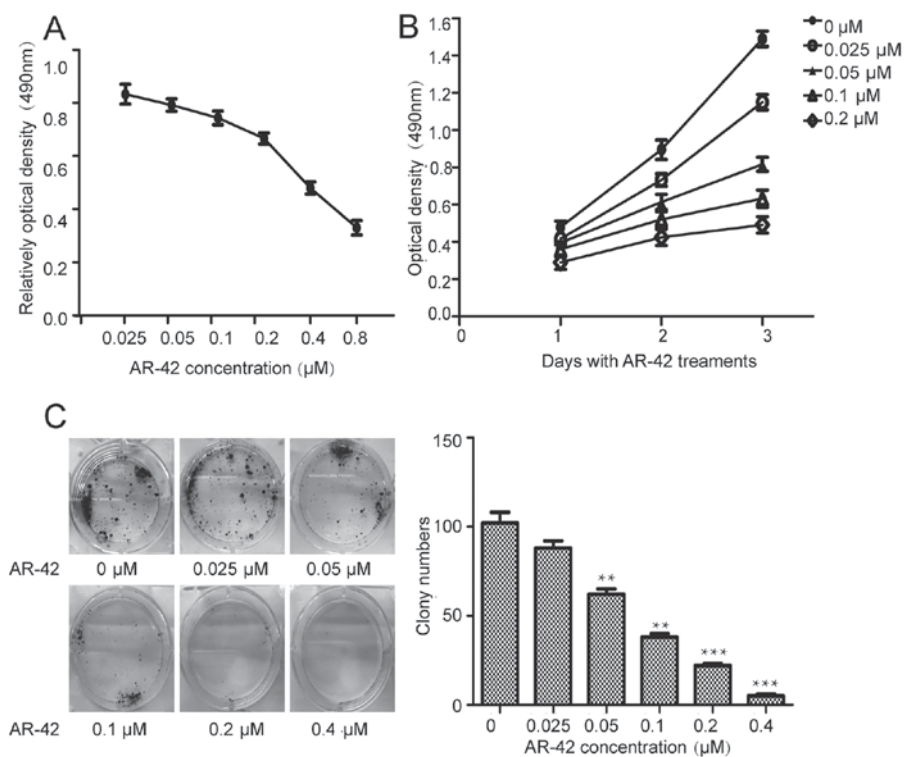 A
Relatively optical density (490nm)
1.0
0.8
0.6
0.4
0.2
0.0
0.025 0.05 0.1 0.2 0.4 0.8
AR-42 concentration (µM)
B
Optical density (490nm)
1.6
1.4
1.2
1.0
0.8
0.6
0.4
0.2
0.0
0 1 2 3
Days with AR-42 treaments
0 µM
0.025 µM
0.05 µM
0.1 µM
0.2 µM
C
AR-42 0 µM 0.025 µM 0.05 µM
AR-42 0.1 µM 0.2 µM 0.4 µM
Clony numbers
150
100
50
0
** ** *** ***
0 0.025 0.05 0.1 0.2 0.4
AR-42 concentration (µM)